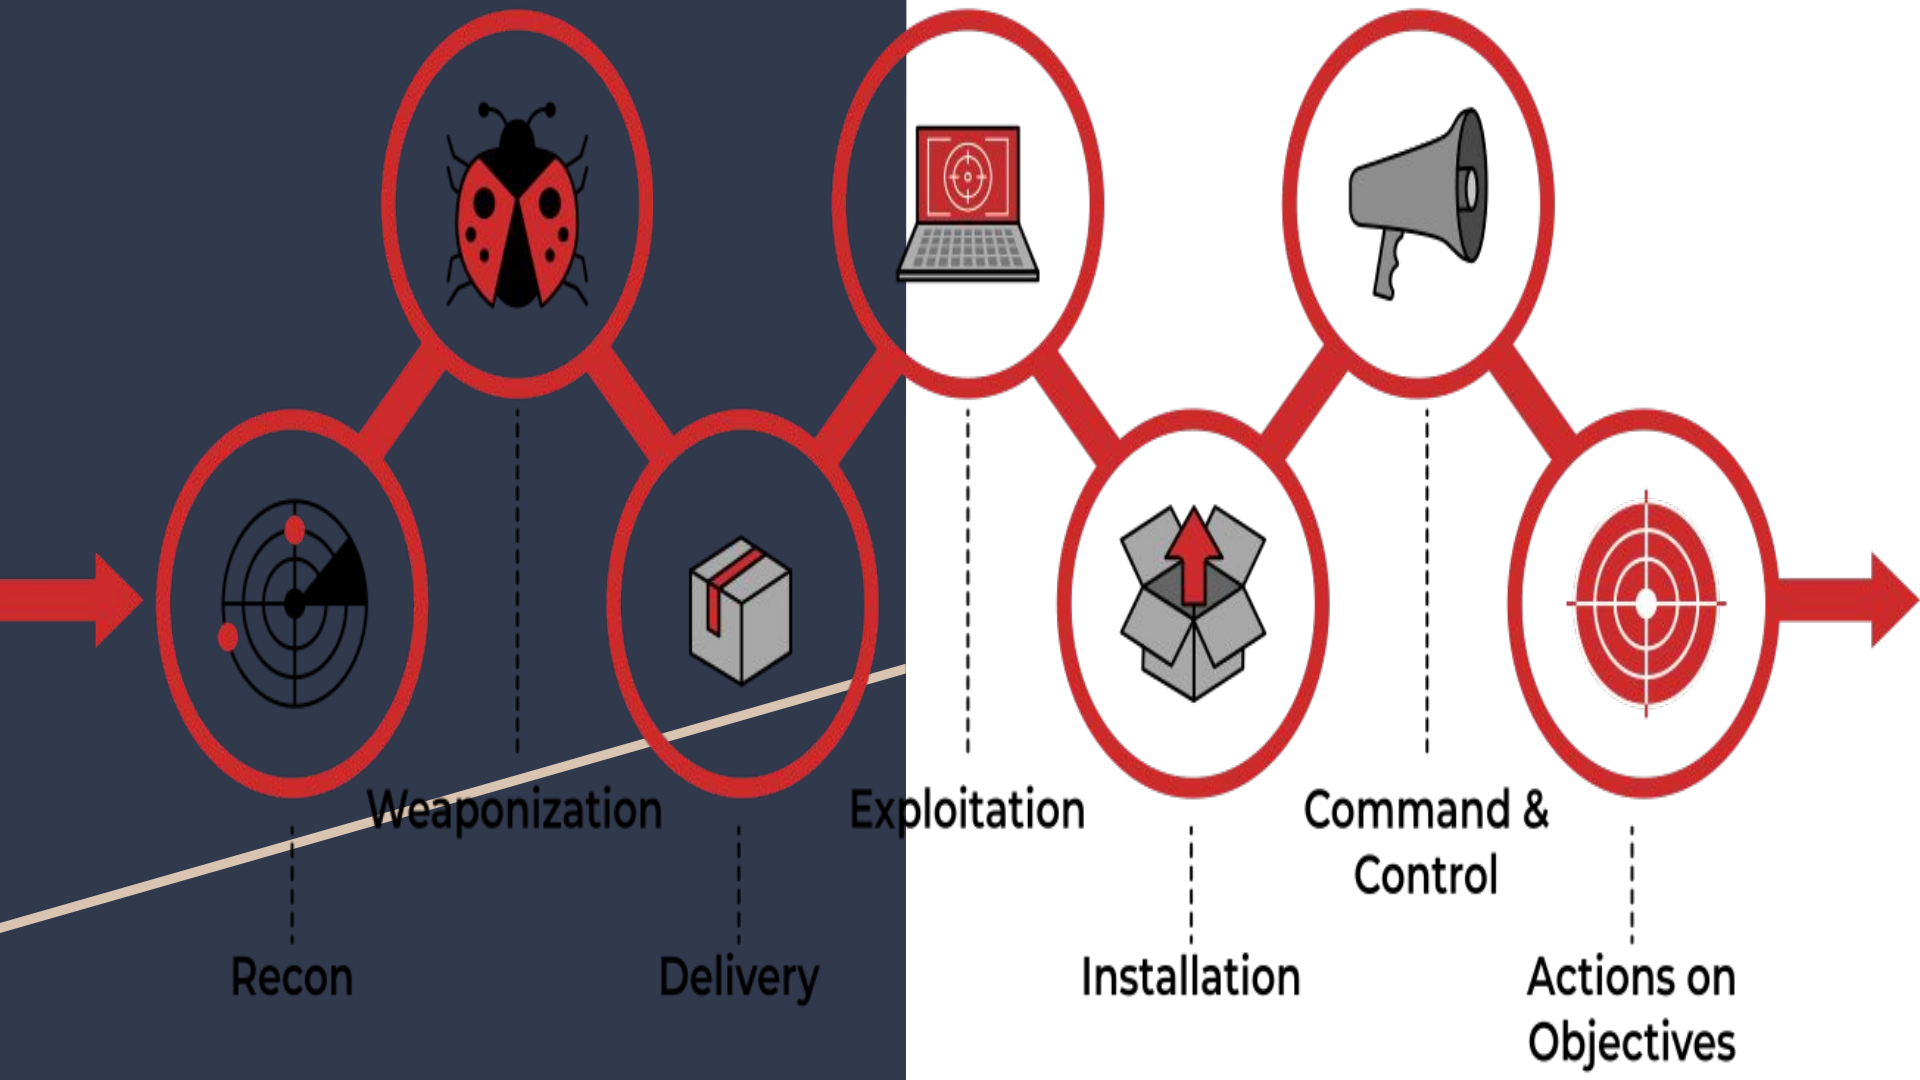 Weaponization
Exploitation
Command &
Control
Recon
Delivery
Installation
Actions on
Objectives